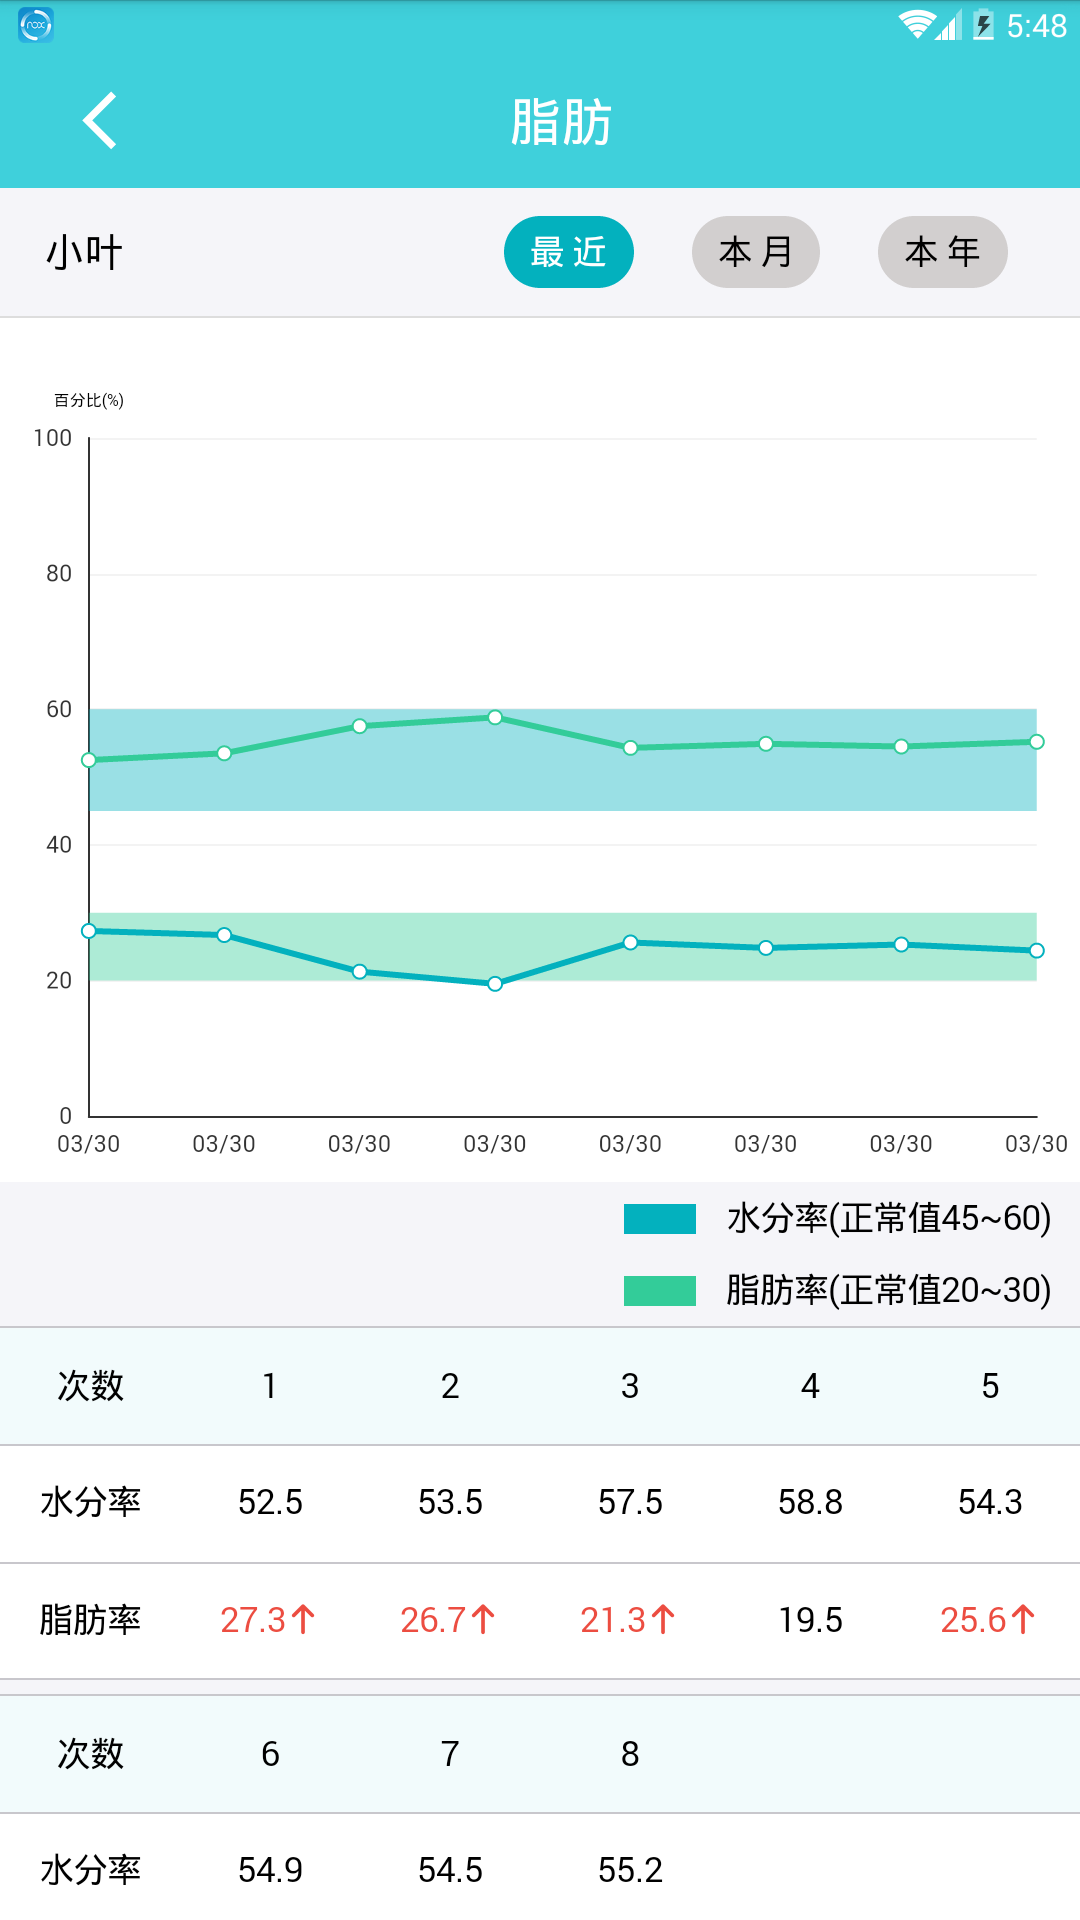 nox 5:48
脂肪
小叶 最近 本月 本年
百分比(%)
100
80
60
40
20
0
03/30 03/30 03/30 03/30 03/30 03/30 03/30 03/30
水分率(正常值45~60)
脂肪率(正常值20~30)
次数 1 2 3 4 5
水分率 52.5 53.5 57.5 58.8 54.3
脂肪率 27.3↑ 26.7↑ 21.3↑ 19.5 25.6↑
次数 6 7 8
水分率 54.9 54.5 55.2